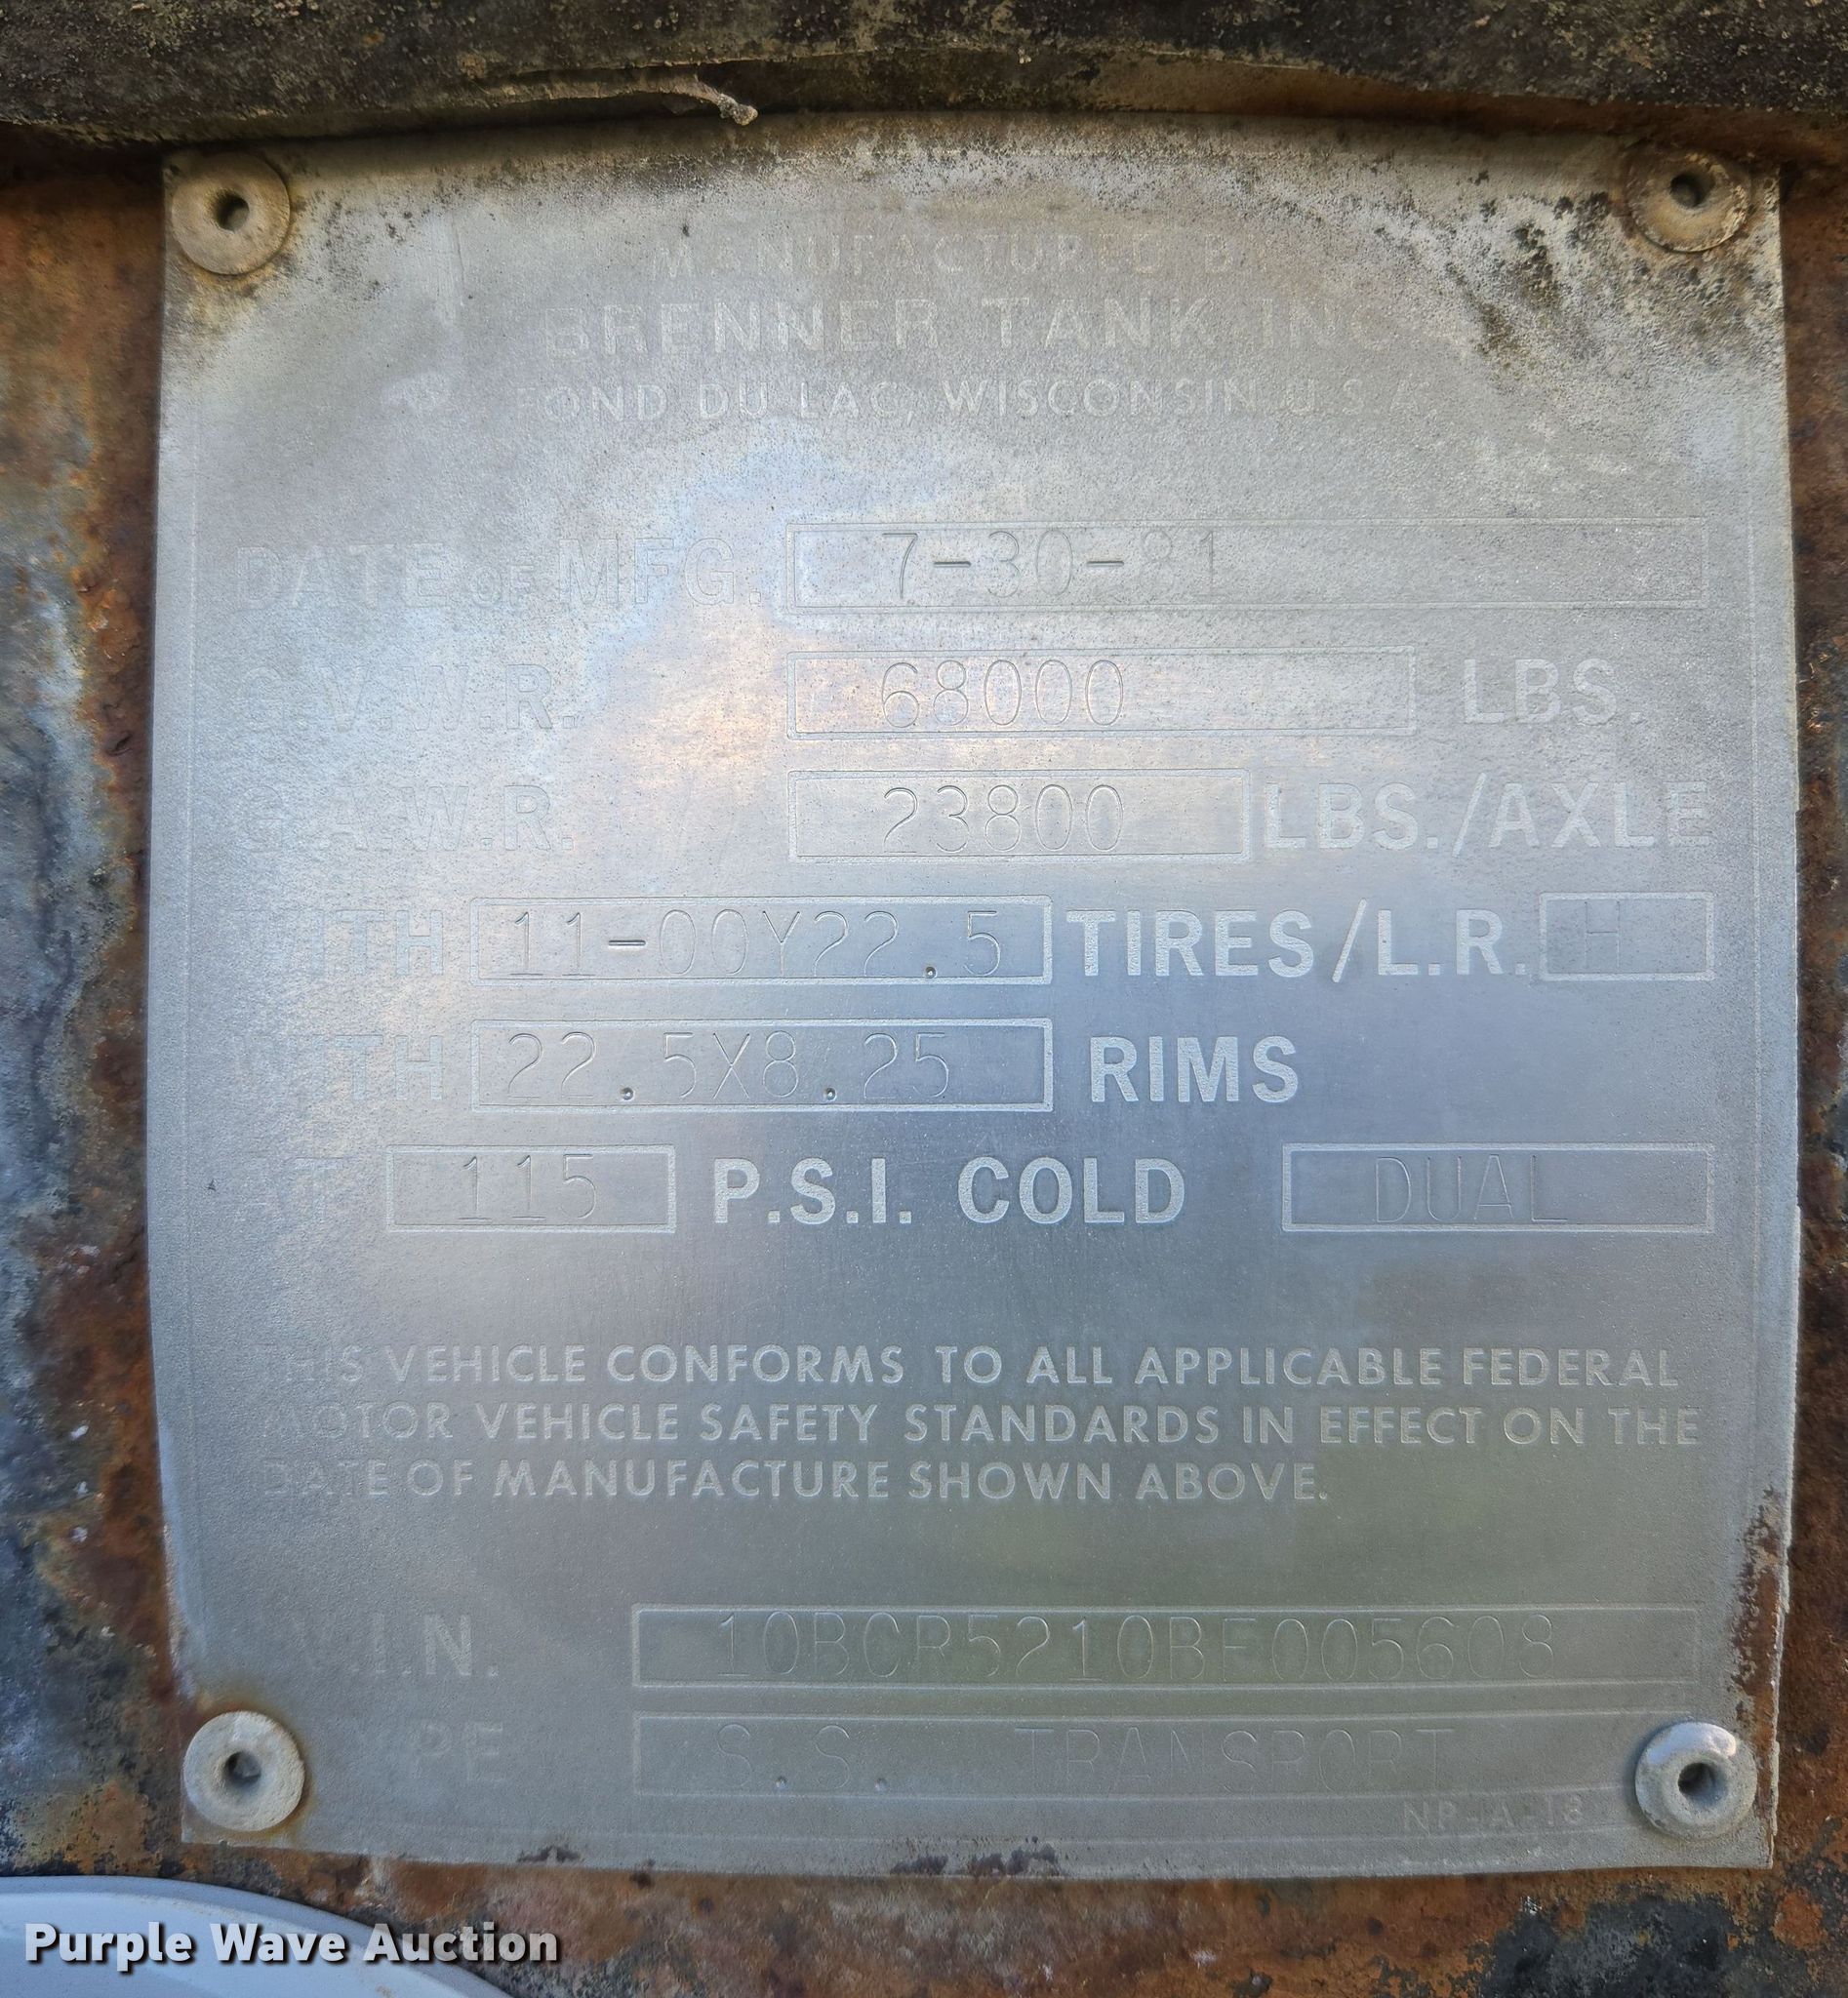 MANUFACTURED BY
BRENNER TANK INC.
FOND DU LAC, WISCONSIN U.S.A.
DATE OF MFG. 7-30-81
G.V.W.R. 68000 LBS.
G.A.W.R. 23800 LBS./AXLE
WITH 11-00Y22.5 TIRES/L.R. H
WITH 22.5X8.25 RIMS
AT 115 P.S.I. COLD DUAL
THIS VEHICLE CONFORMS TO ALL APPLICABLE FEDERAL
MOTOR VEHICLE SAFETY STANDARDS IN EFFECT ON THE
DATE OF MANUFACTURE SHOWN ABOVE.
V.I.N. 10BCR5210BF005608
TYPE S.S. TRANSPORT
NP-A-18
Purple Wave Auction